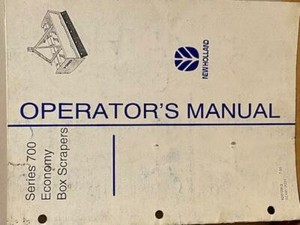 NEW HOLLAND
OPERATOR'S MANUAL
Series 700
Economy
Box Scrapers